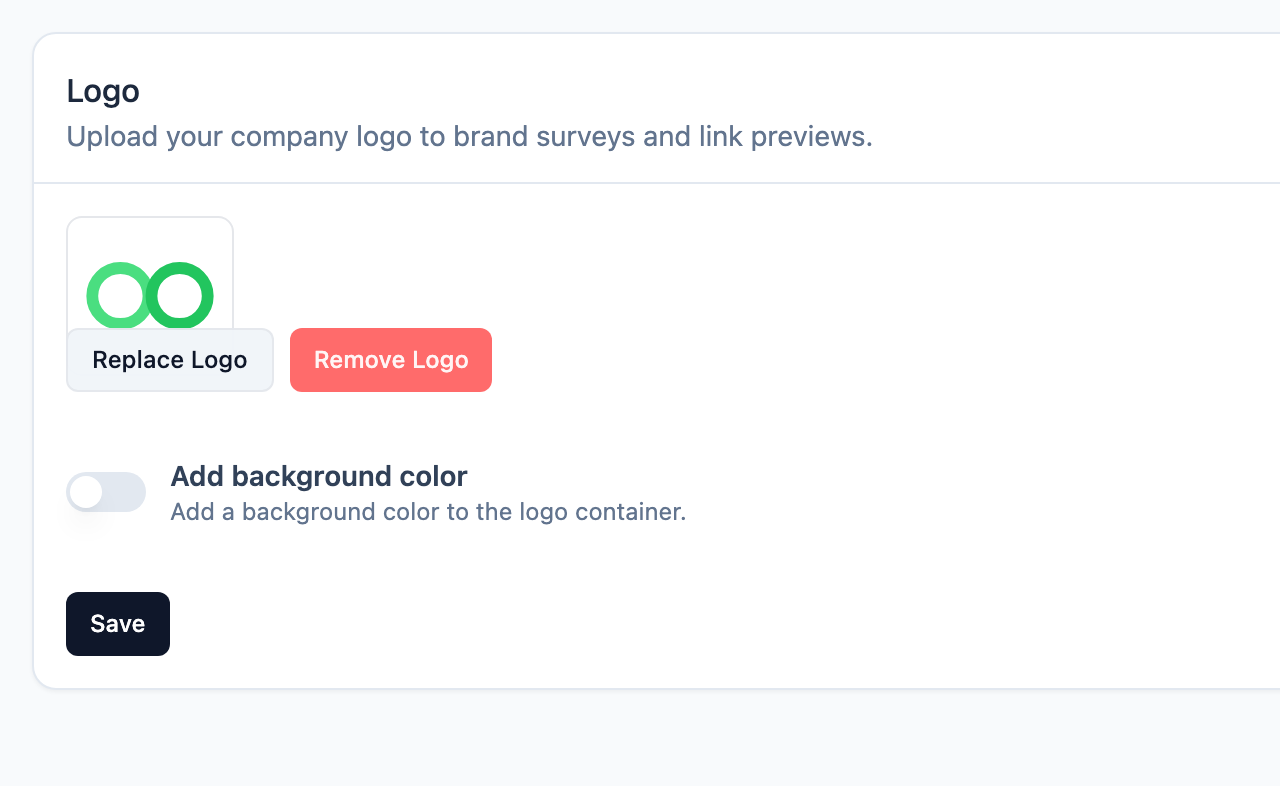 Logo
Upload your company logo to brand surveys and link previews.
Replace Logo
Remove Logo
Add background color
Add a background color to the logo container.
Save